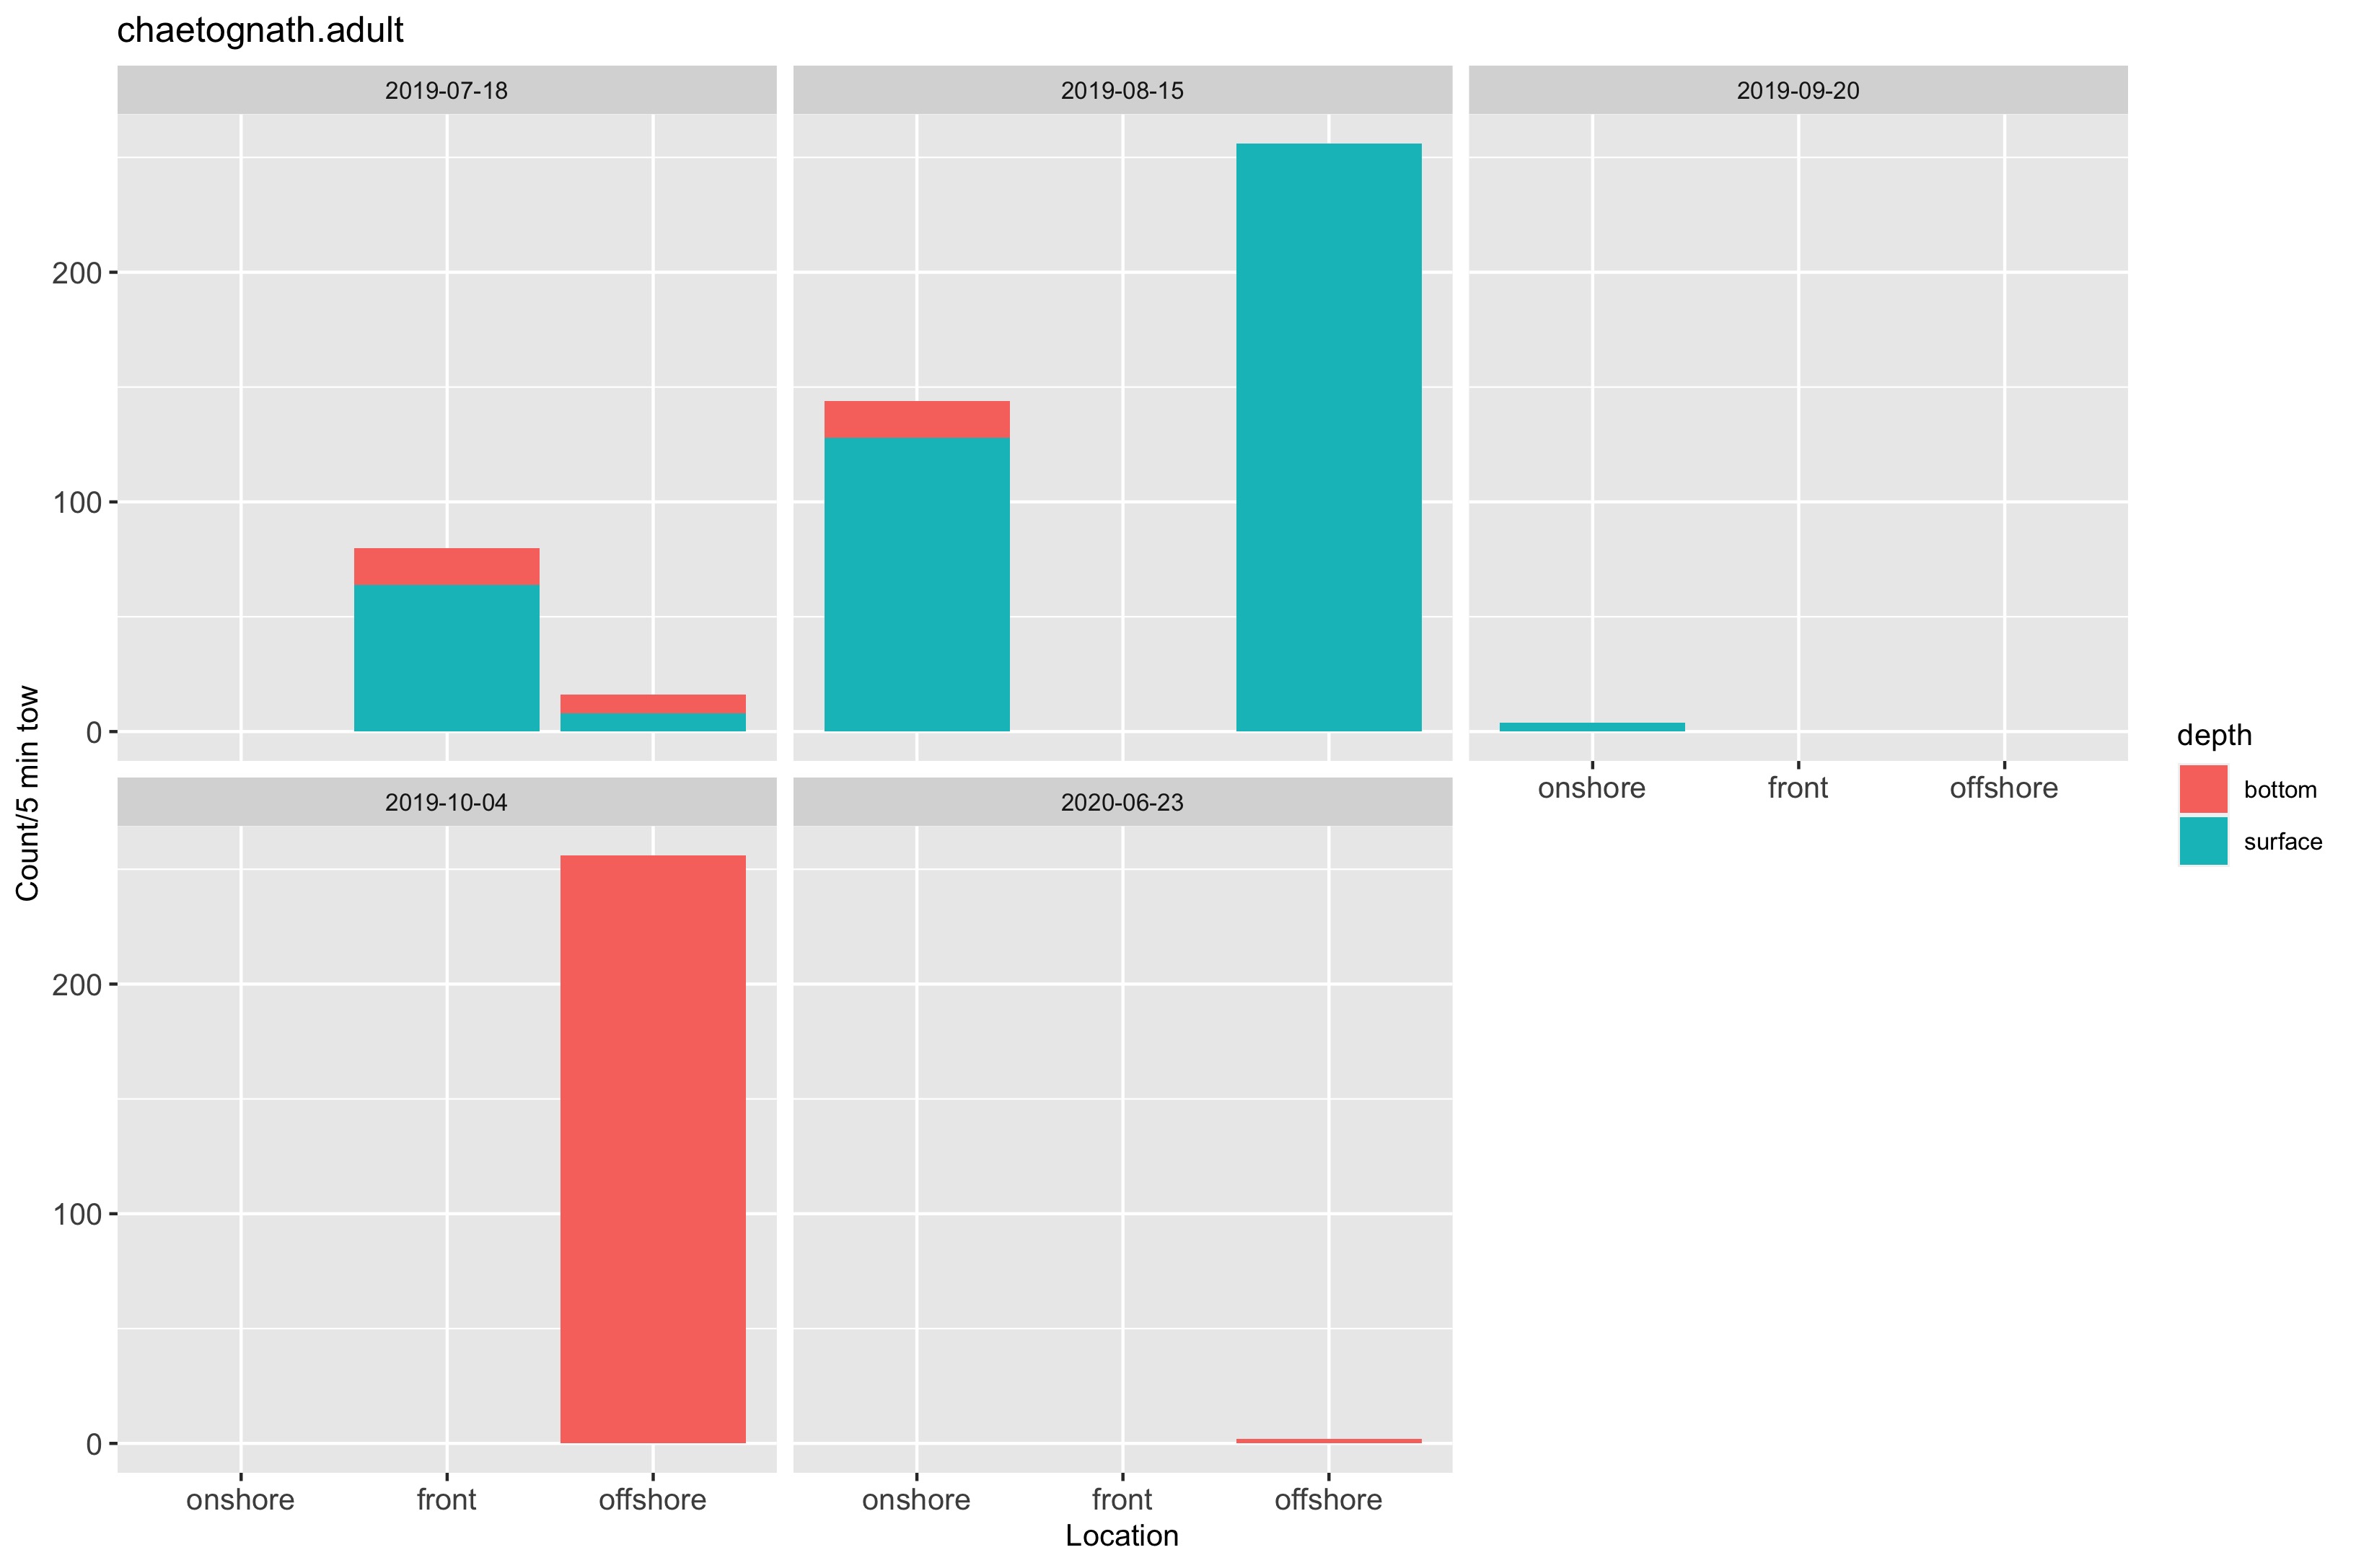 chaetognath.adult
2019-07-18
2019-08-15
2019-09-20
200
100
0
onshore
front
offshore
2019-10-04
2020-06-23
200
100
0
onshore
front
offshore
onshore
front
offshore
Location
Count/5 min tow
depth
bottom
surface